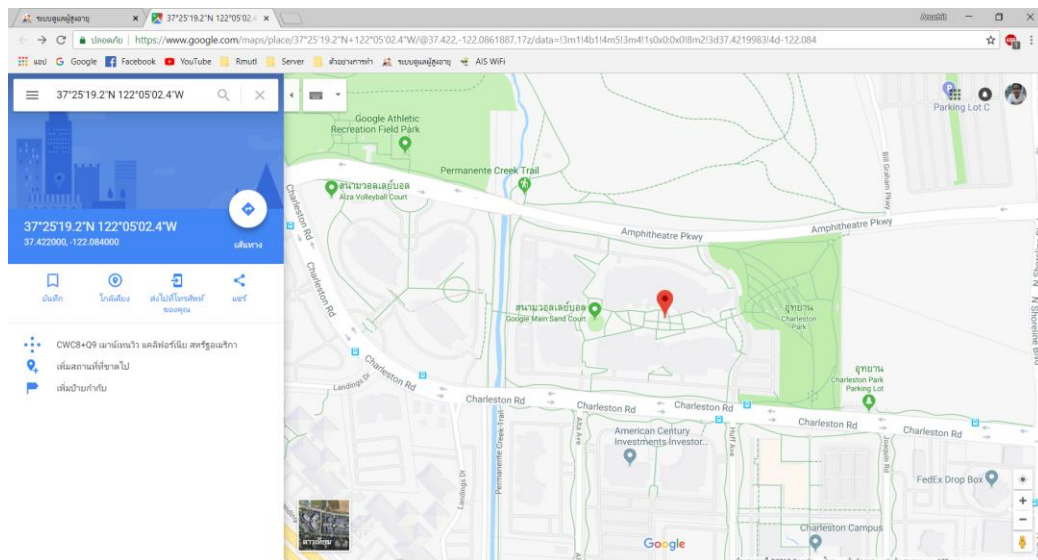 ระบบดูแลผู้สูงอายุ
37°25'19.2"N 122°05'02.4
ปลอดภัย | https://www.google.com/maps/place/37°25'19.2"N+122°05'02.4"W/@37.422,-122.0861887,17z/data=!3m1!4b1!4m5!3m4!1s0x0:0x0!8m2!3d37.4219983!4d-122.084
แอป Google Facebook YouTube Rmutl Server ตัวอย่างการทำ ระบบดูแลผู้สูงอายุ AIS WiFi
37°25'19.2"N 122°05'02.4"W
37°25'19.2"N 122°05'02.4"W
37.422000, -122.084000
เส้นทาง
บันทึก
ใกล้เคียง
ส่งไปที่โทรศัพท์
ของคุณ
แชร์
CWC8+Q9 เมาน์เทนวิว แคลิฟอร์เนีย สหรัฐอเมริกา
เพิ่มสถานที่ที่ขาดไป
เพิ่มป้ายกำกับ
ดาวเทียม
Parking Lot C
Google Athletic
Recreation Field Park
Permanente Creek Trail
สนามวอลเลย์บอล
Alza Volleyball Court
Bill Graham Pkwy
Amphitheatre Pkwy
Amphitheatre Pkwy
Charleston Rd
Charleston Rd
N Shoreline Blvd
สนามวอลเลย์บอล
Google Main Sand Court
อุทยาน
Charleston
Park
Charleston Rd
Landings Dr
อุทยาน
Charleston Park
Parking Lot
Charleston Rd
Charleston Rd
Charleston Rd
Charleston Rd
Charleston Rd
Permanente Creek Trail
Landings Dr
Alta Ave
Huff Ave
Joaquin Rd
American Century
Investments Investor...
FedEx Drop Box
Charleston Campus
Google